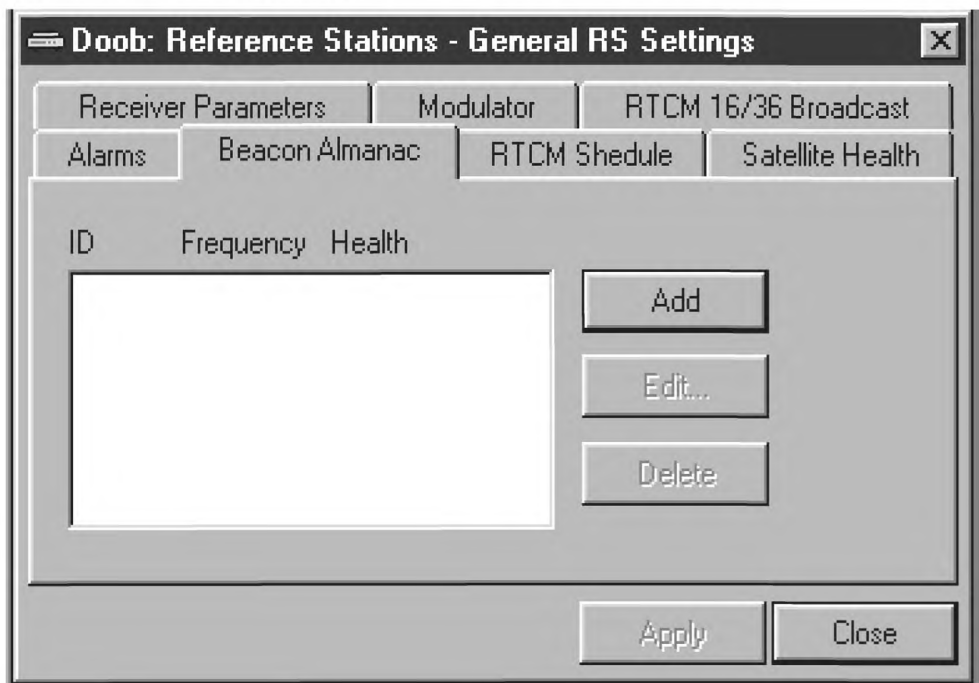 Doob: Reference Stations - General RS Settings
Receiver Parameters Modulator RTCM 16/36 Broadcast
Alarms Beacon Almanac RTCM Shedule Satellite Health
ID Frequency Health
Add
Edit...
Delete
Apply Close